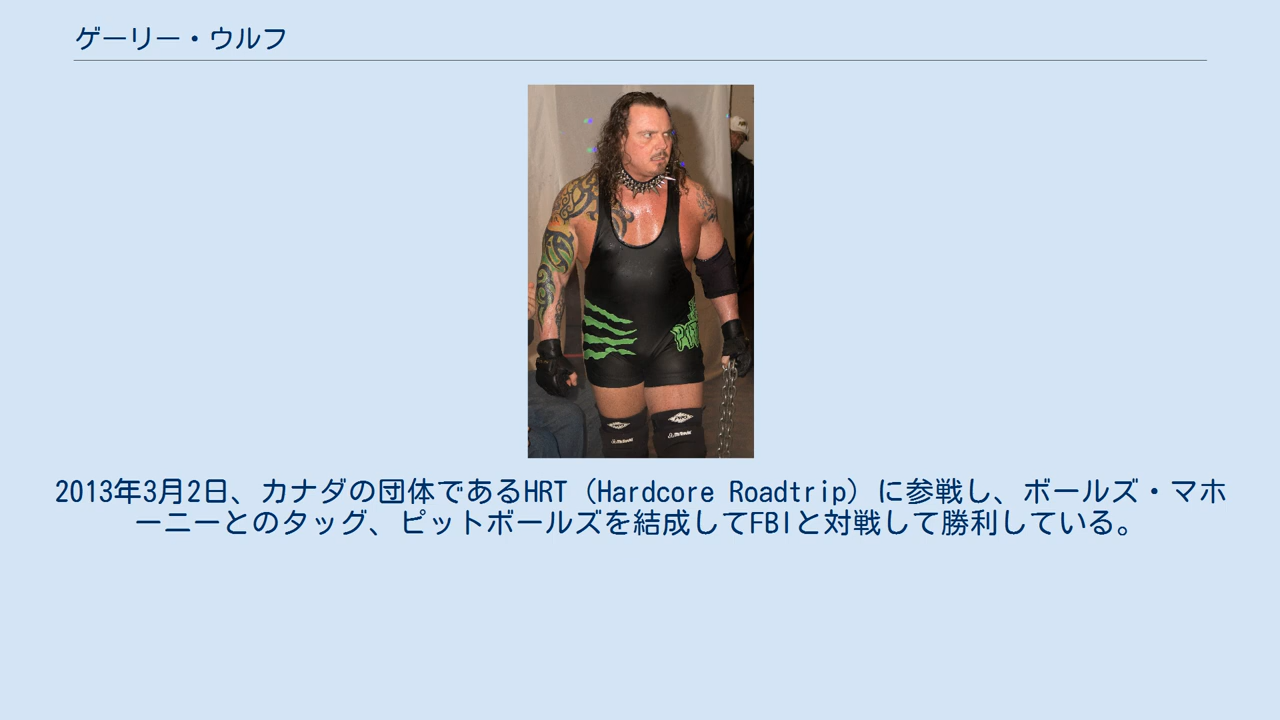 ゲーリー・ウルフ
2013年3月2日、カナダの団体であるHRT（Hardcore Roadtrip）に参戦し、ボールズ・マホ
ーニーとのタッグ、ピットボールズを結成してFBIと対戦して勝利している。